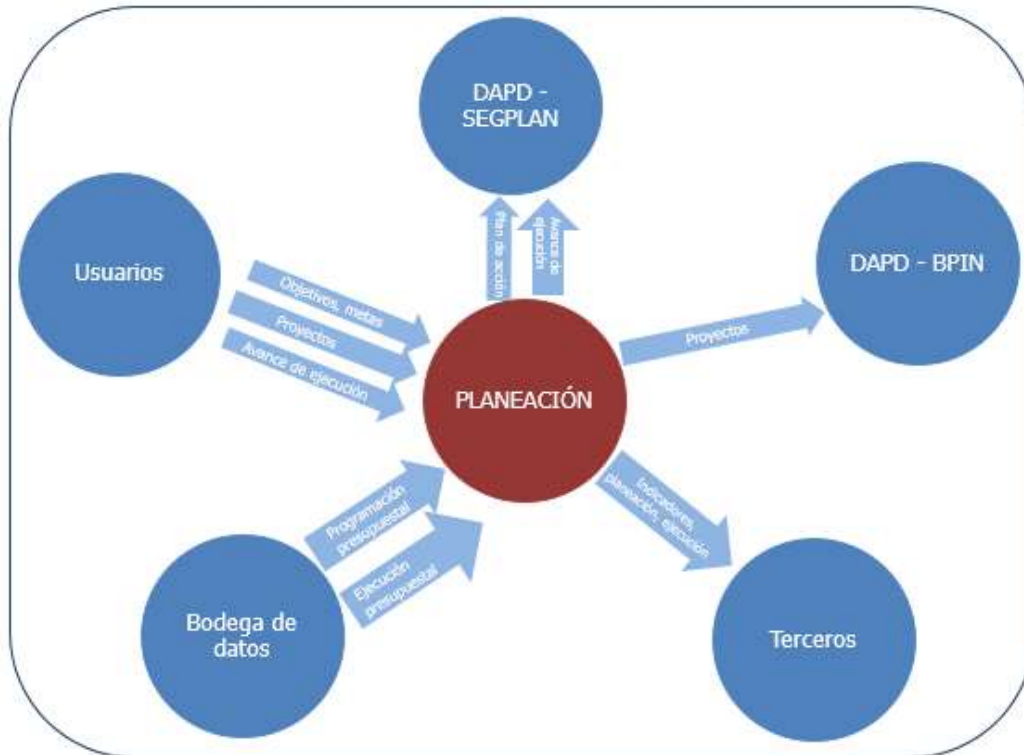 DAPD -
SEGPLAN
Usuarios
DAPD - BPIN
Plan de acción
Avance de
ejecución
Objetivos, metas
Proyectos
Avance de ejecución
Proyectos
PLANEACIÓN
Programación
presupuestal
Ejecución
presupuestal
Indicadores,
planeación, ejecución
Bodega de
datos
Terceros